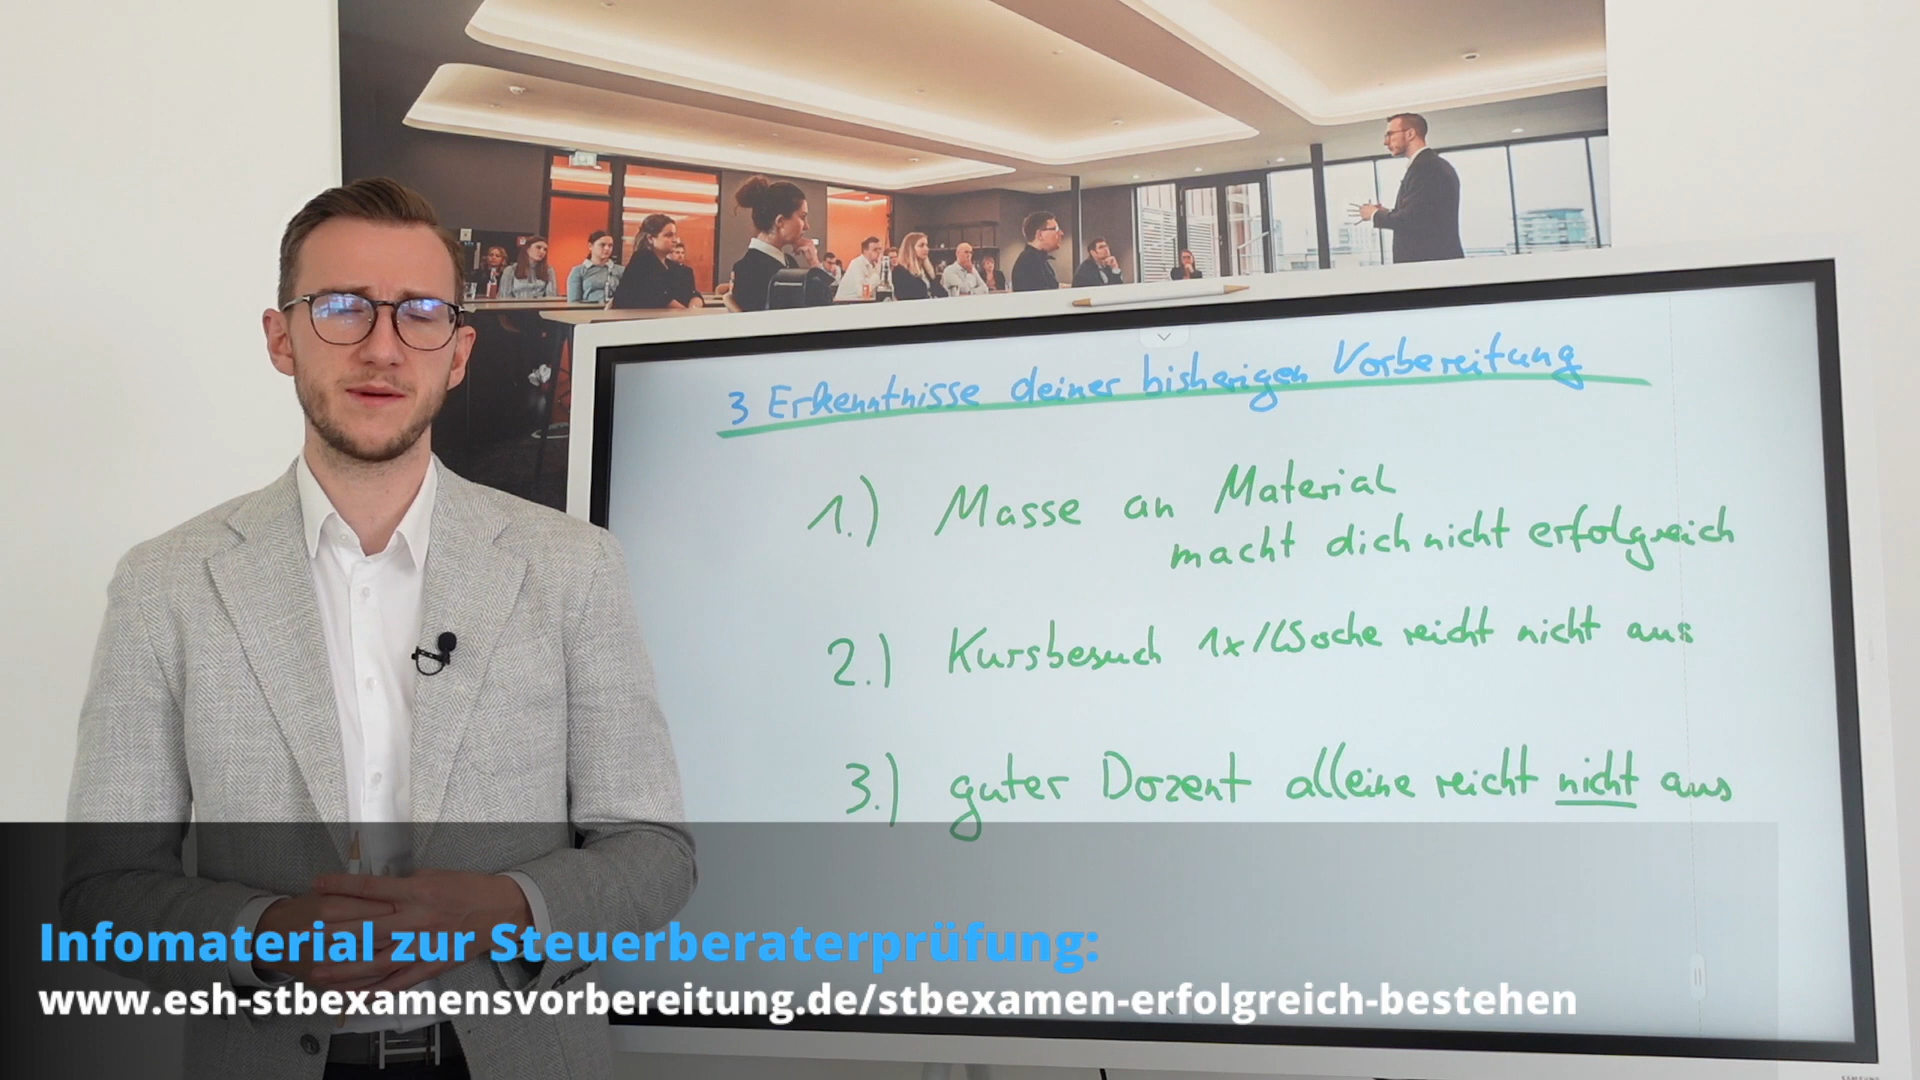 3 Erkenntnisse deiner bisherigen Vorbereitung
1.) Masse an Material
macht dich nicht erfolgreich
2.) Kursbesuch 1x/Woche reicht nicht aus
3.) guter Dozent alleine reicht nicht aus
Infomaterial zur Steuerberaterprüfung:
www.esh-stbexamensvorbereitung.de/stbexamen-erfolgreich-bestehen
SAMSUNG